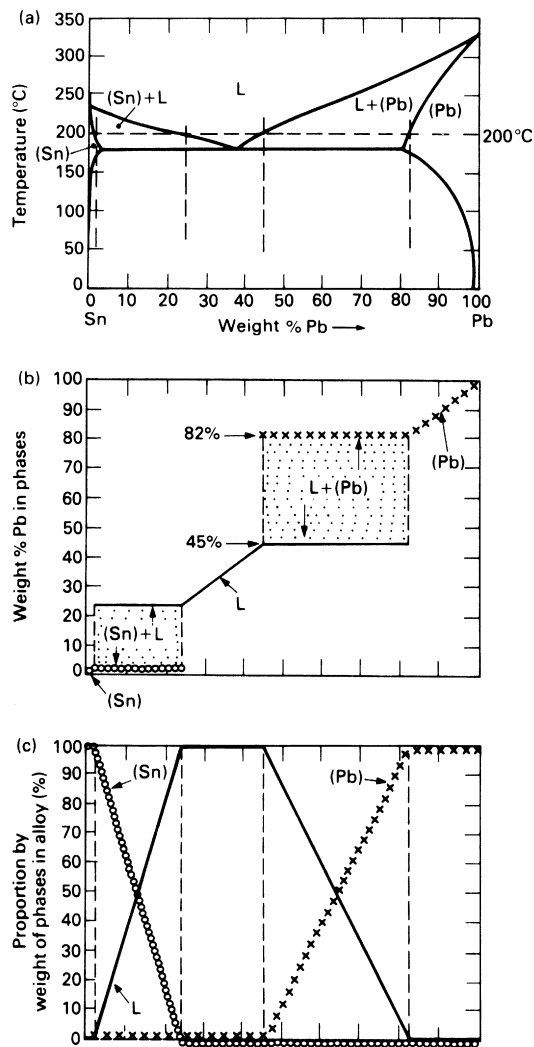 (a)
350
300
250
200
150
100
50
0
Temperature (°C)
(Sn)+L
L
L+(Pb)
(Pb)
(Sn)
200°C
0 10 20 30 40 50 60 70 80 90 100
Sn Weight % Pb Pb
(b)
100
90
80
70
60
50
40
30
20
10
0
Weight % Pb in phases
82%
(Pb)
L+(Pb)
45%
L
(Sn)+L
(Sn)
(c)
100
90
80
70
60
50
40
30
20
10
0
Proportion by
weight of phases in alloy (%)
(Sn)
(Pb)
L